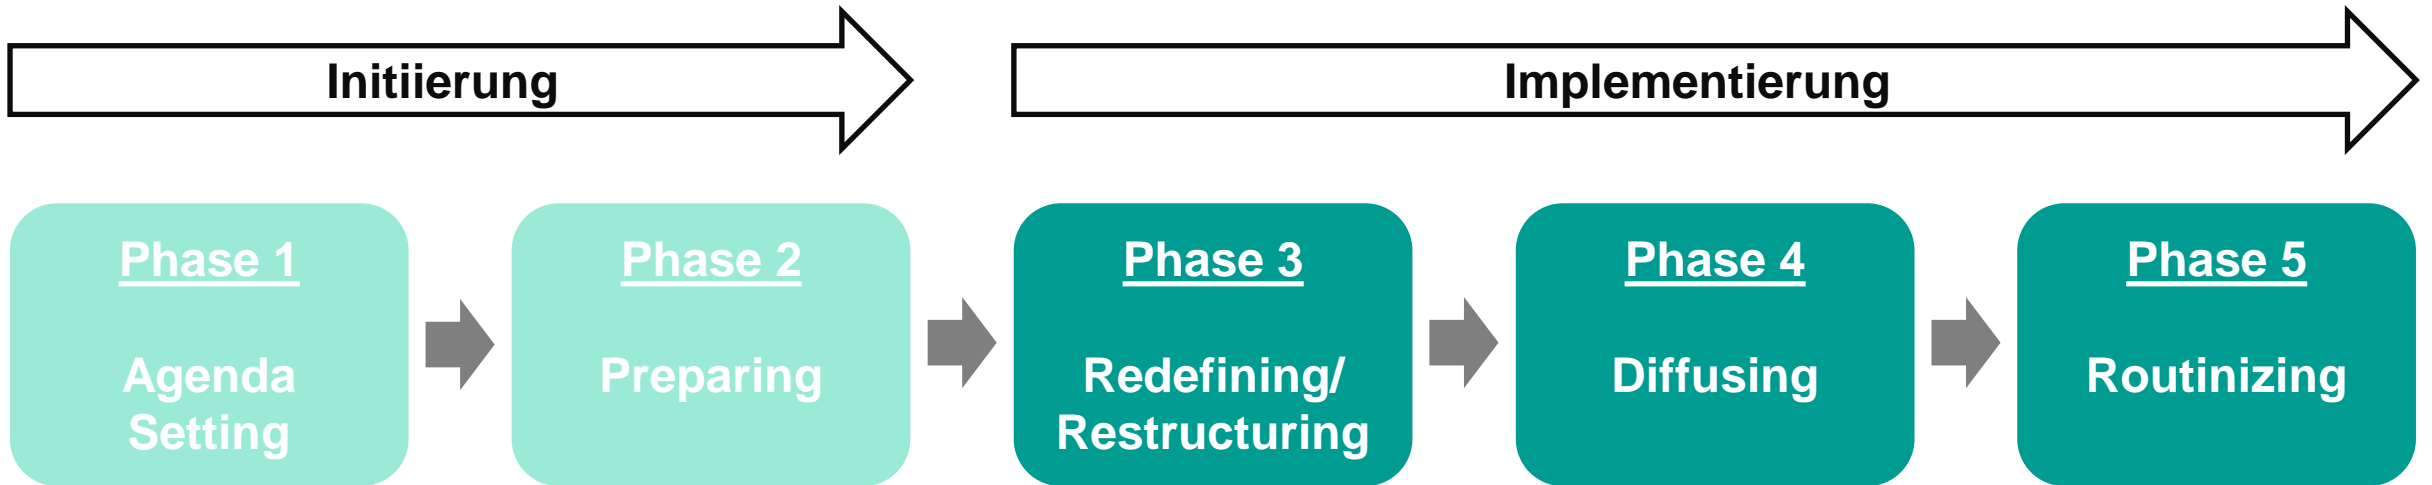 Initiierung
Implementierung
Phase 1
Agenda
Setting
Phase 2
Preparing
Phase 3
Redefining/
Restructuring
Phase 4
Diffusing
Phase 5
Routinizing